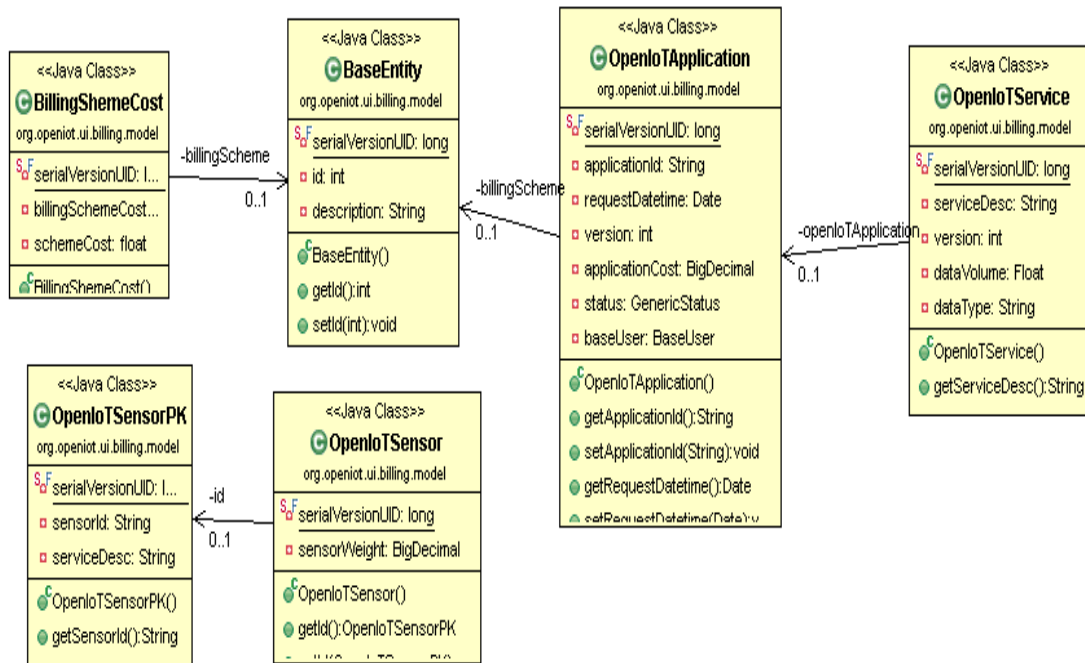 <<Java Class>>
BillingShemeCost
org.openiot.ui.billing.model
serialVersionUID: l...
billingSchemeCost...
schemeCost: float
BillingShemeCost()
-billingScheme
0..1
<<Java Class>>
BaseEntity
org.openiot.ui.billing.model
serialVersionUID: long
id: int
description: String
BaseEntity()
getId():int
setId(int):void
-billingScheme
0..1
<<Java Class>>
OpenIoTApplication
org.openiot.ui.billing.model
serialVersionUID: long
applicationId: String
requestDatetime: Date
version: int
applicationCost: BigDecimal
status: GenericStatus
baseUser: BaseUser
OpenIoTApplication()
getApplicationId():String
setApplicationId(String):void
getRequestDatetime():Date
setRequestDatetime(Date):v
-openIoTApplication
0..1
<<Java Class>>
OpenIoTService
org.openiot.ui.billing.model
serialVersionUID: long
serviceDesc: String
version: int
dataVolume: Float
dataType: String
OpenIoTService()
getServiceDesc():String
<<Java Class>>
OpenIoTSensorPK
org.openiot.ui.billing.model
serialVersionUID: l...
sensorId: String
serviceDesc: String
OpenIoTSensorPK()
getSensorId():String
-id
0..1
<<Java Class>>
OpenIoTSensor
org.openiot.ui.billing.model
serialVersionUID: long
sensorWeight: BigDecimal
OpenIoTSensor()
getId():OpenIoTSensorPK